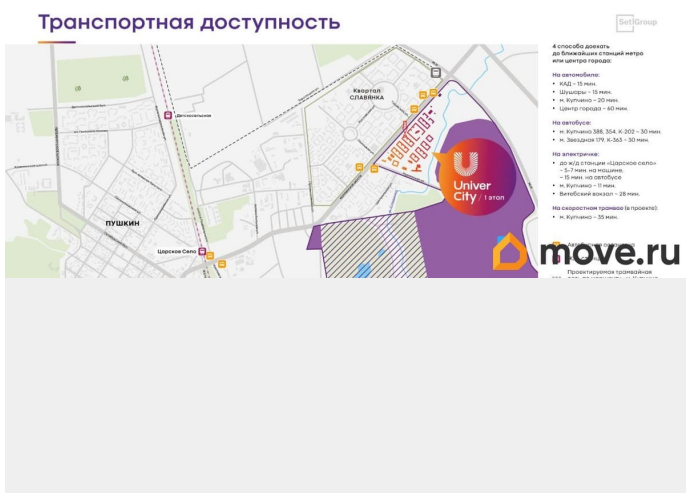 Транспортная доступность
Setl Group
4 способа доехать
до ближайших станций метро
или центра города:
На автомобиле:
• КАД – 15 мин.
• Шушары – 15 мин.
• м. Купчино – 20 мин.
• Центр города – 60 мин.
На автобусе:
• м. Купчино 388, 354, К-202 – 30 мин.
• м. Звездная 179, К-363 – 30 мин.
На электричке:
• до ж/д станции «Царское село»
– 5-7 мин. на машине,
– 15 мин. на автобусе
• м. Купчино – 11 мин.
• Витебский вокзал – 28 мин.
На скоростном трамвае (в проекте):
• м. Купчино – 35 мин.
Проектируемая трамвайная
Детскосельская
Квартал
СЛАВЯНКА
Univer
City / 1 этап
ПУШКИН
Царское Село
move.ru